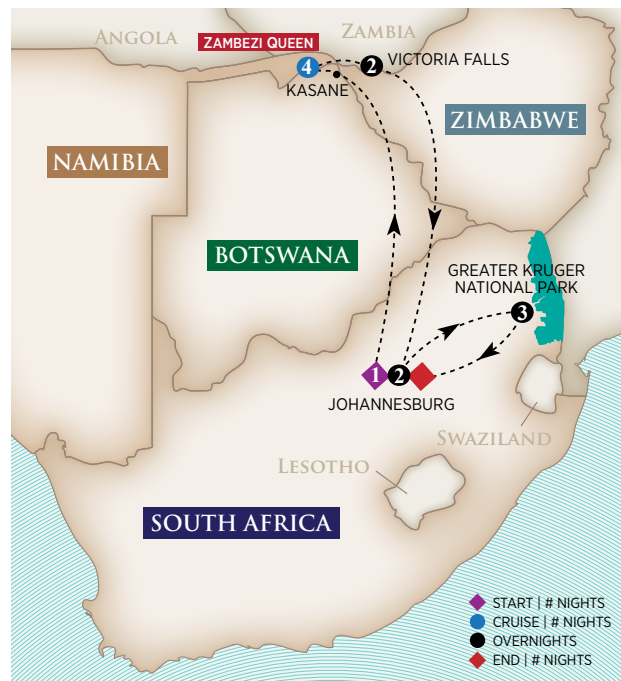 ANGOLA
ZAMBIA
ZAMBEZI QUEEN
4
2
VICTORIA FALLS
KASANE
ZIMBABWE
NAMIBIA
BOTSWANA
GREATER KRUGER
NATIONAL PARK
3
1
2
JOHANNESBURG
SWAZILAND
LESOTHO
SOUTH AFRICA
START | # NIGHTS
CRUISE | # NIGHTS
OVERNIGHTS
END | # NIGHTS